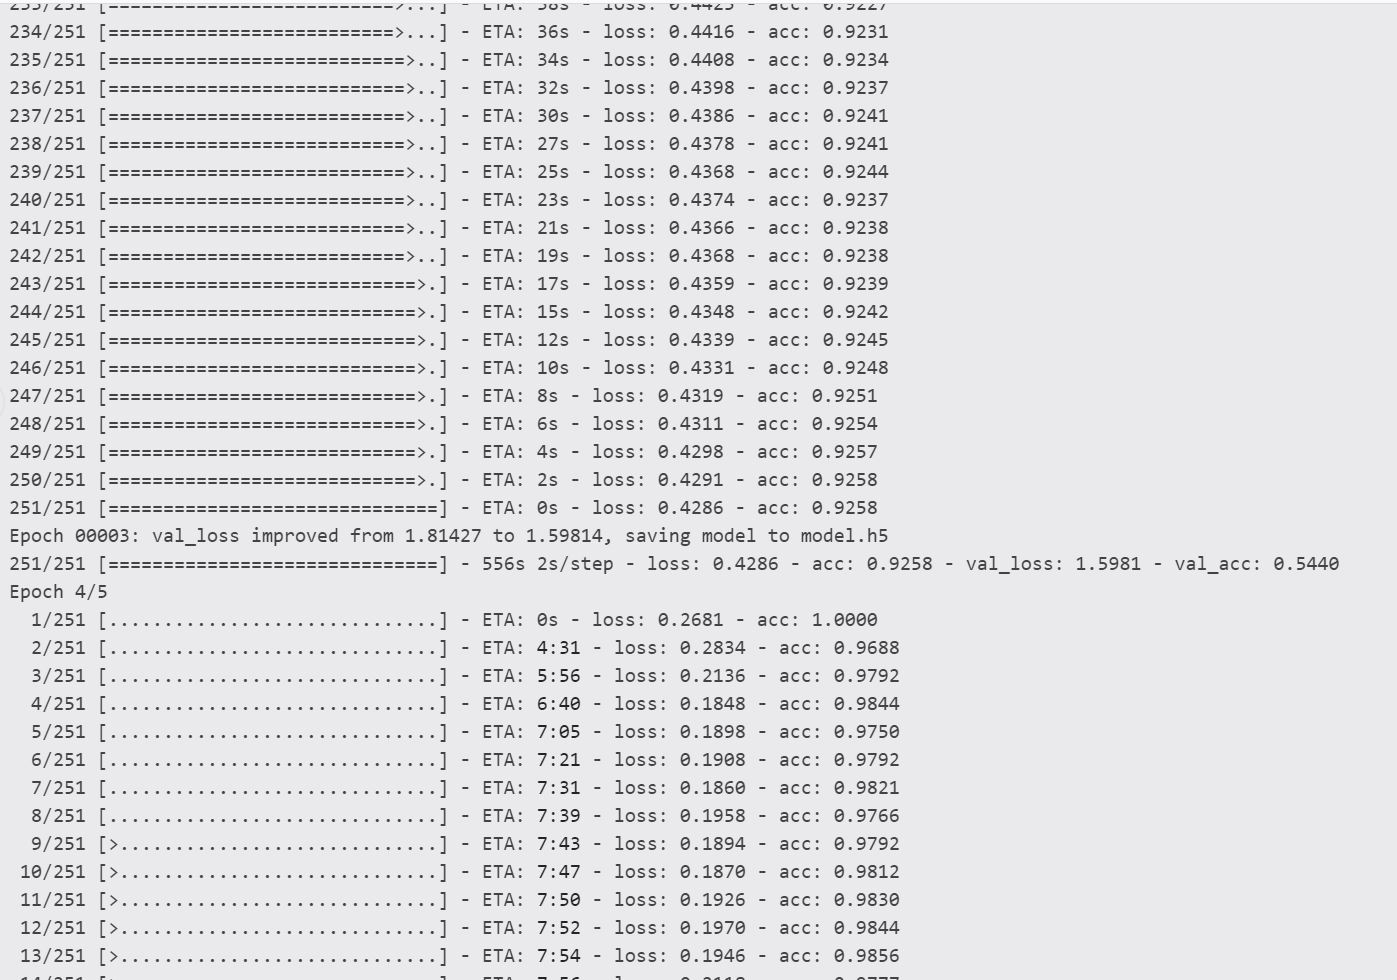 233/251 [==========================>...] - ETA: 38s - loss: 0.4425 - acc: 0.9227
234/251 [==========================>...] - ETA: 36s - loss: 0.4416 - acc: 0.9231
235/251 [===========================>..] - ETA: 34s - loss: 0.4408 - acc: 0.9234
236/251 [===========================>..] - ETA: 32s - loss: 0.4398 - acc: 0.9237
237/251 [===========================>..] - ETA: 30s - loss: 0.4386 - acc: 0.9241
238/251 [===========================>..] - ETA: 27s - loss: 0.4378 - acc: 0.9241
239/251 [===========================>..] - ETA: 25s - loss: 0.4368 - acc: 0.9244
240/251 [===========================>..] - ETA: 23s - loss: 0.4374 - acc: 0.9237
241/251 [===========================>..] - ETA: 21s - loss: 0.4366 - acc: 0.9238
242/251 [===========================>..] - ETA: 19s - loss: 0.4368 - acc: 0.9238
243/251 [============================>.] - ETA: 17s - loss: 0.4359 - acc: 0.9239
244/251 [============================>.] - ETA: 15s - loss: 0.4348 - acc: 0.9242
245/251 [============================>.] - ETA: 12s - loss: 0.4339 - acc: 0.9245
246/251 [============================>.] - ETA: 10s - loss: 0.4331 - acc: 0.9248
247/251 [============================>.] - ETA: 8s - loss: 0.4319 - acc: 0.9251
248/251 [============================>.] - ETA: 6s - loss: 0.4311 - acc: 0.9254
249/251 [============================>.] - ETA: 4s - loss: 0.4298 - acc: 0.9257
250/251 [============================>.] - ETA: 2s - loss: 0.4291 - acc: 0.9258
251/251 [==============================] - ETA: 0s - loss: 0.4286 - acc: 0.9258
Epoch 00003: val_loss improved from 1.81427 to 1.59814, saving model to model.h5
251/251 [==============================] - 556s 2s/step - loss: 0.4286 - acc: 0.9258 - val_loss: 1.5981 - val_acc: 0.5440
Epoch 4/5
1/251 [..............................] - ETA: 0s - loss: 0.2681 - acc: 1.0000
2/251 [..............................] - ETA: 4:31 - loss: 0.2834 - acc: 0.9688
3/251 [..............................] - ETA: 5:56 - loss: 0.2136 - acc: 0.9792
4/251 [..............................] - ETA: 6:40 - loss: 0.1848 - acc: 0.9844
5/251 [..............................] - ETA: 7:05 - loss: 0.1898 - acc: 0.9750
6/251 [..............................] - ETA: 7:21 - loss: 0.1908 - acc: 0.9792
7/251 [..............................] - ETA: 7:31 - loss: 0.1860 - acc: 0.9821
8/251 [..............................] - ETA: 7:39 - loss: 0.1958 - acc: 0.9766
9/251 [>.............................] - ETA: 7:43 - loss: 0.1894 - acc: 0.9792
10/251 [>.............................] - ETA: 7:47 - loss: 0.1870 - acc: 0.9812
11/251 [>.............................] - ETA: 7:50 - loss: 0.1926 - acc: 0.9830
12/251 [>.............................] - ETA: 7:52 - loss: 0.1970 - acc: 0.9844
13/251 [>.............................] - ETA: 7:54 - loss: 0.1946 - acc: 0.9856